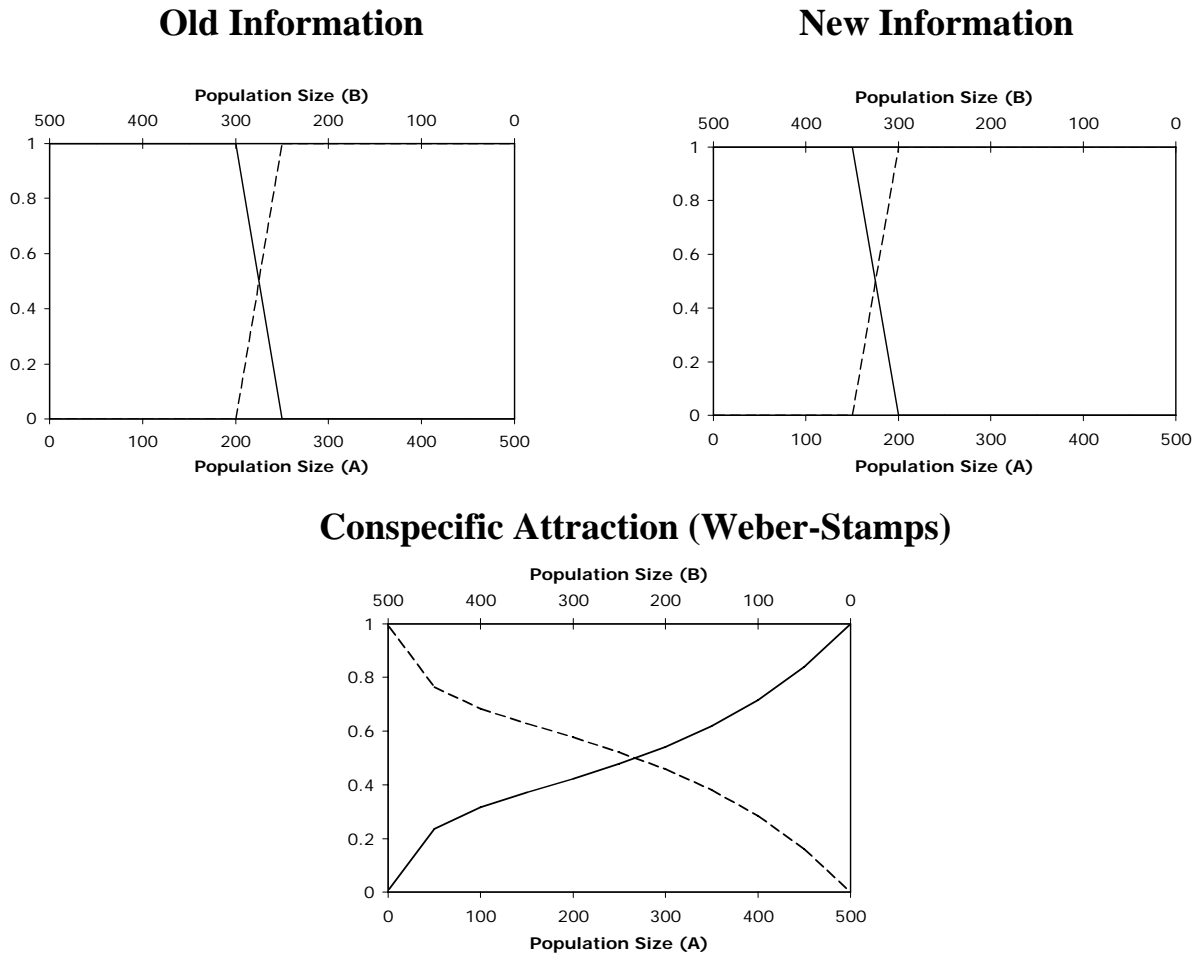 Old Information
Population Size (B)
500 400 300 200 100 0
1
0.8
0.6
0.4
0.2
0
0 100 200 300 400 500
Population Size (A)
New Information
Population Size (B)
500 400 300 200 100 0
1
0.8
0.6
0.4
0.2
0
0 100 200 300 400 500
Population Size (A)
Conspecific Attraction (Weber-Stamps)
Population Size (B)
500 400 300 200 100 0
1
0.8
0.6
0.4
0.2
0
0 100 200 300 400 500
Population Size (A)